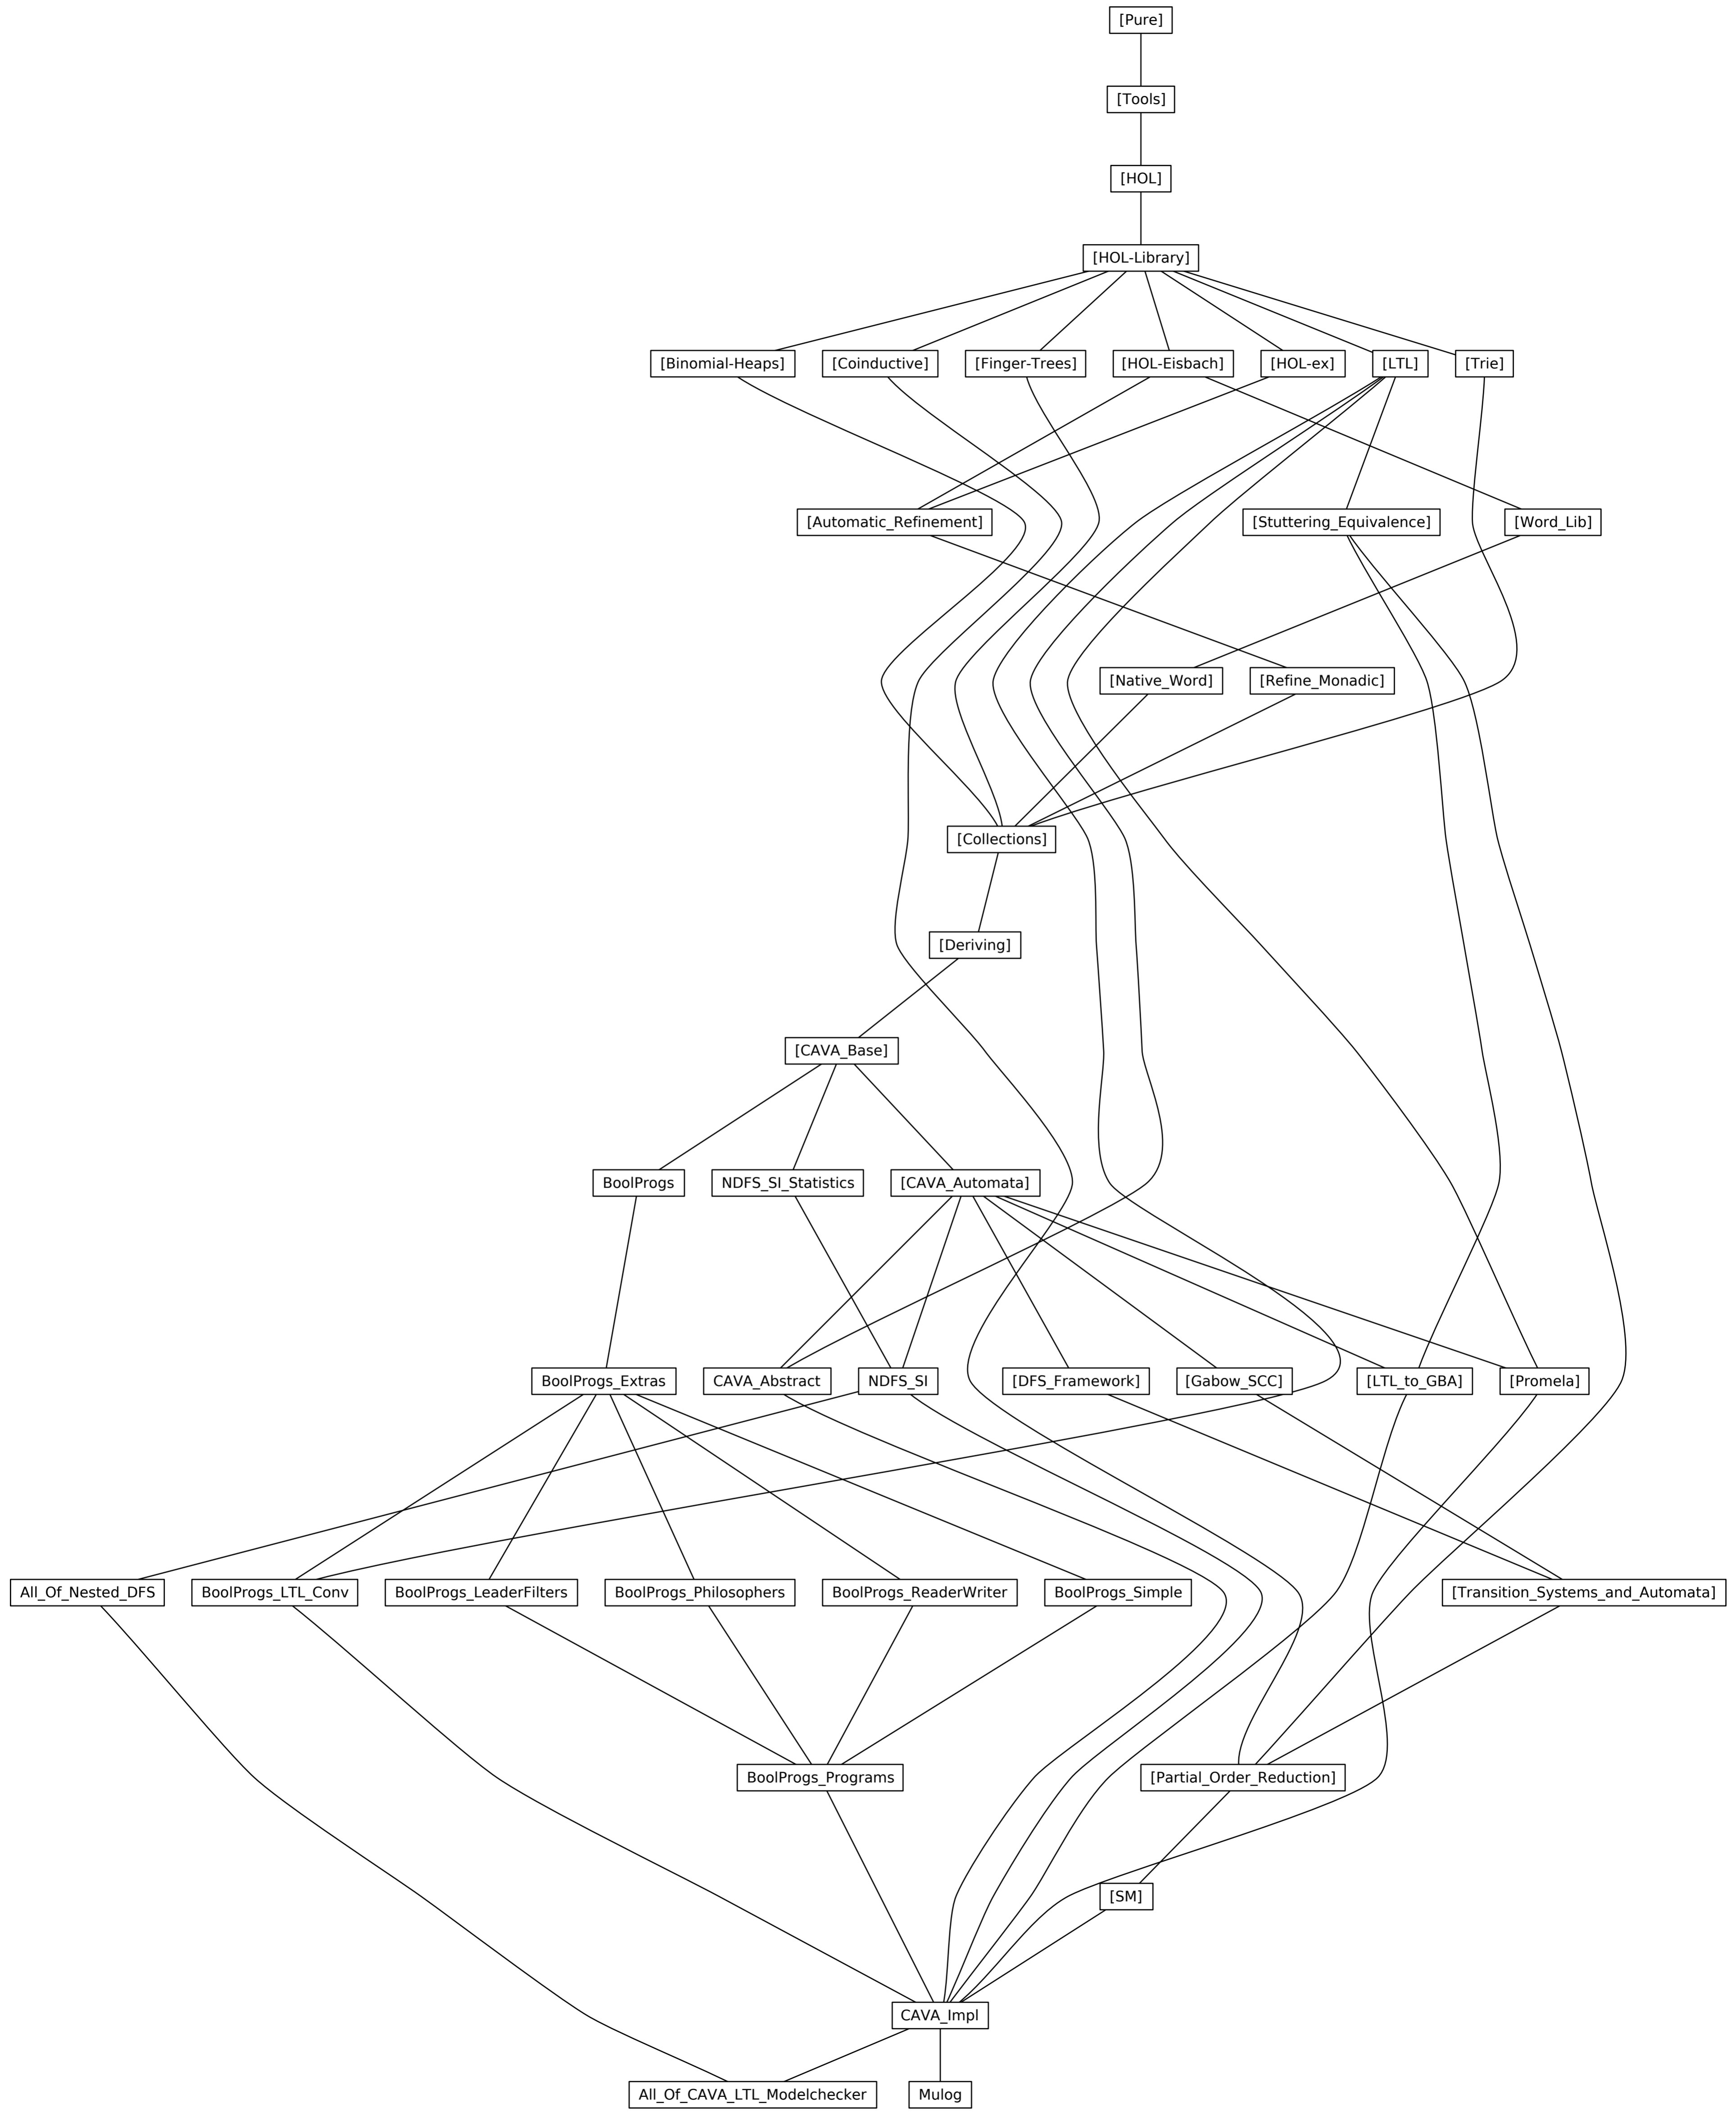 [Pure]
[Tools]
[HOL]
[HOL-Library]
[Binomial-Heaps] [Coinductive] [Finger-Trees] [HOL-Eisbach] [HOL-ex] [LTL] [Trie]
[Automatic_Refinement] [Stuttering_Equivalence] [Word_Lib]
[Native_Word] [Refine_Monadic]
[Collections]
[Deriving]
[CAVA_Base]
BoolProgs NDFS_SI_Statistics [CAVA_Automata]
BoolProgs_Extras CAVA_Abstract NDFS_SI [DFS_Framework] [Gabow_SCC] [LTL_to_GBA] [Promela]
All_Of_Nested_DFS BoolProgs_LTL_Conv BoolProgs_LeaderFilters BoolProgs_Philosophers BoolProgs_ReaderWriter BoolProgs_Simple [Transition_Systems_and_Automata]
BoolProgs_Programs [Partial_Order_Reduction]
[SM]
CAVA_Impl
All_Of_CAVA_LTL_Modelchecker Mulog